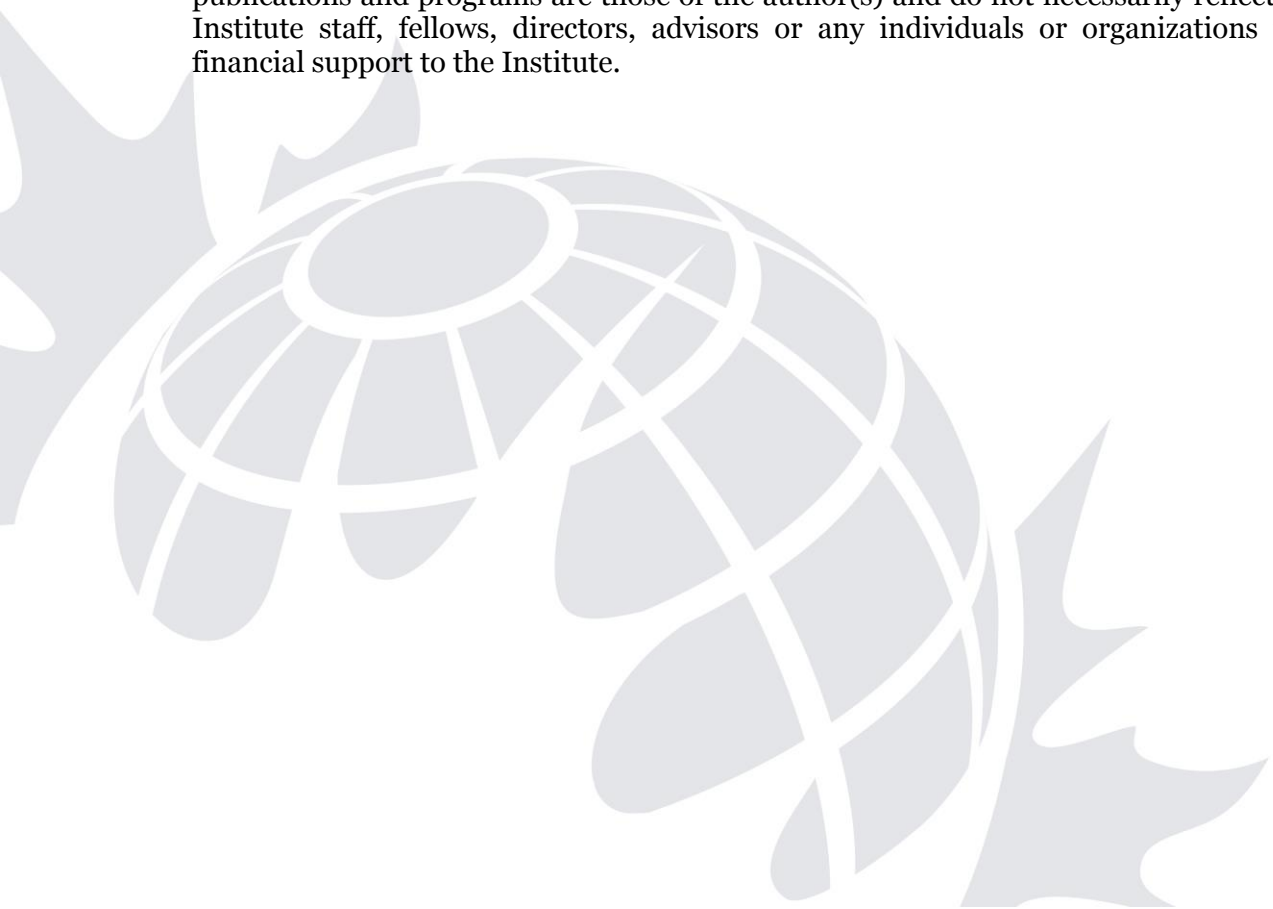 publications and programs are those of the author(s) and do not necessarily reflect
Institute staff, fellows, directors, advisors or any individuals or organizations
financial support to the Institute.